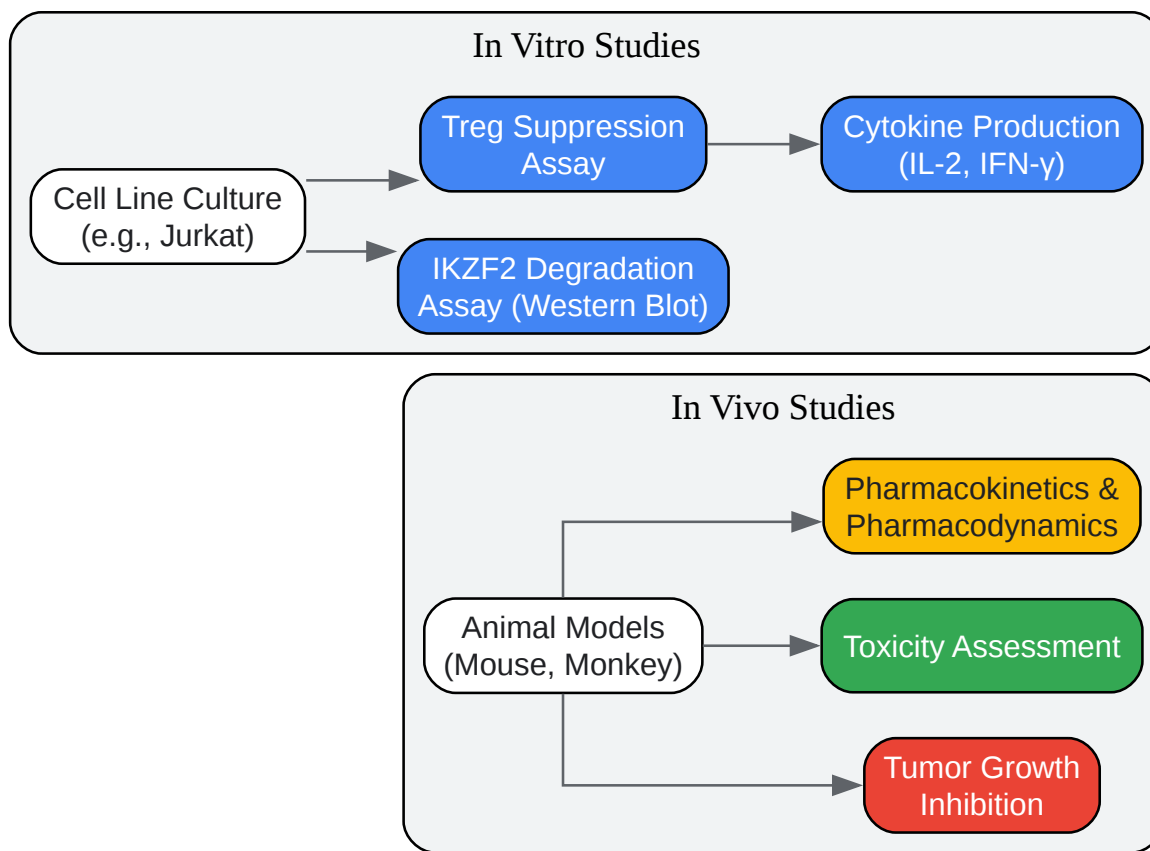 In Vitro Studies
Cell Line Culture
(e.g., Jurkat)
Treg Suppression
Assay
Cytokine Production
(IL-2, IFN-γ)
IKZF2 Degradation
Assay (Western Blot)
In Vivo Studies
Animal Models
(Mouse, Monkey)
Pharmacokinetics &
Pharmacodynamics
Toxicity Assessment
Tumor Growth
Inhibition